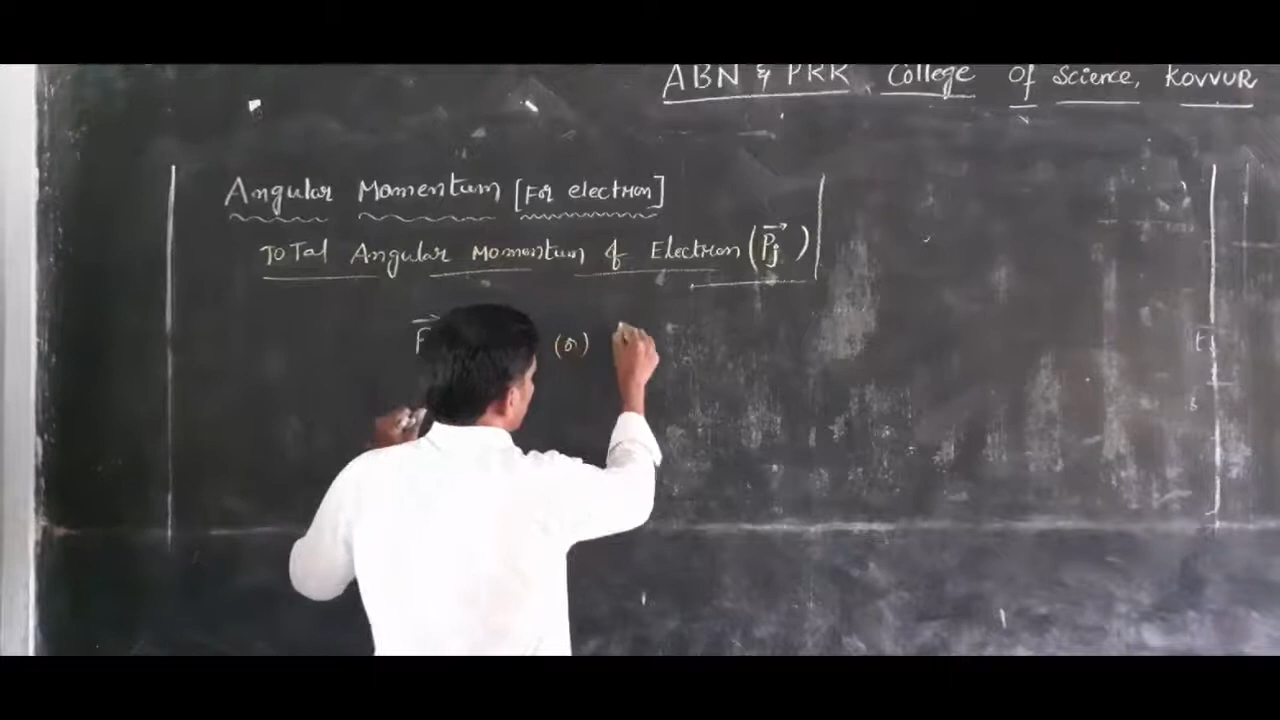 ABN & PRR College of Science, KOVVUR
Angular Momentum [For electron]
Total Angular Momentum of Electron (P⃗j)
P⃗ (or)